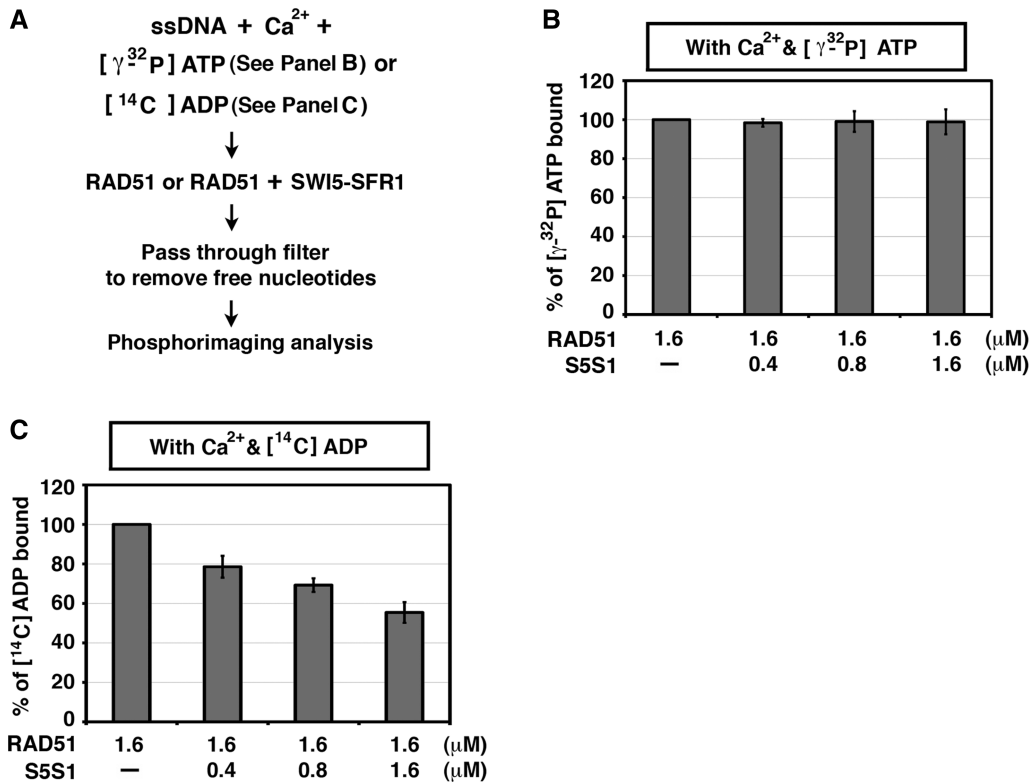 A
ssDNA + Ca2+ +
[γ-32P] ATP (See Panel B) or
[14C ] ADP (See Panel C)
RAD51 or RAD51 + SWI5-SFR1
Pass through filter
to remove free nucleotides
Phosphorimaging analysis
B
With Ca2+ & [γ-32P] ATP
% of [γ-32P] ATP bound
120
100
80
60
40
20
0
RAD51 1.6 1.6 1.6 1.6 (μM)
S5S1 — 0.4 0.8 1.6 (μM)
C
With Ca2+ & [14C] ADP
% of [14C] ADP bound
120
100
80
60
40
20
0
RAD51 1.6 1.6 1.6 1.6 (μM)
S5S1 — 0.4 0.8 1.6 (μM)